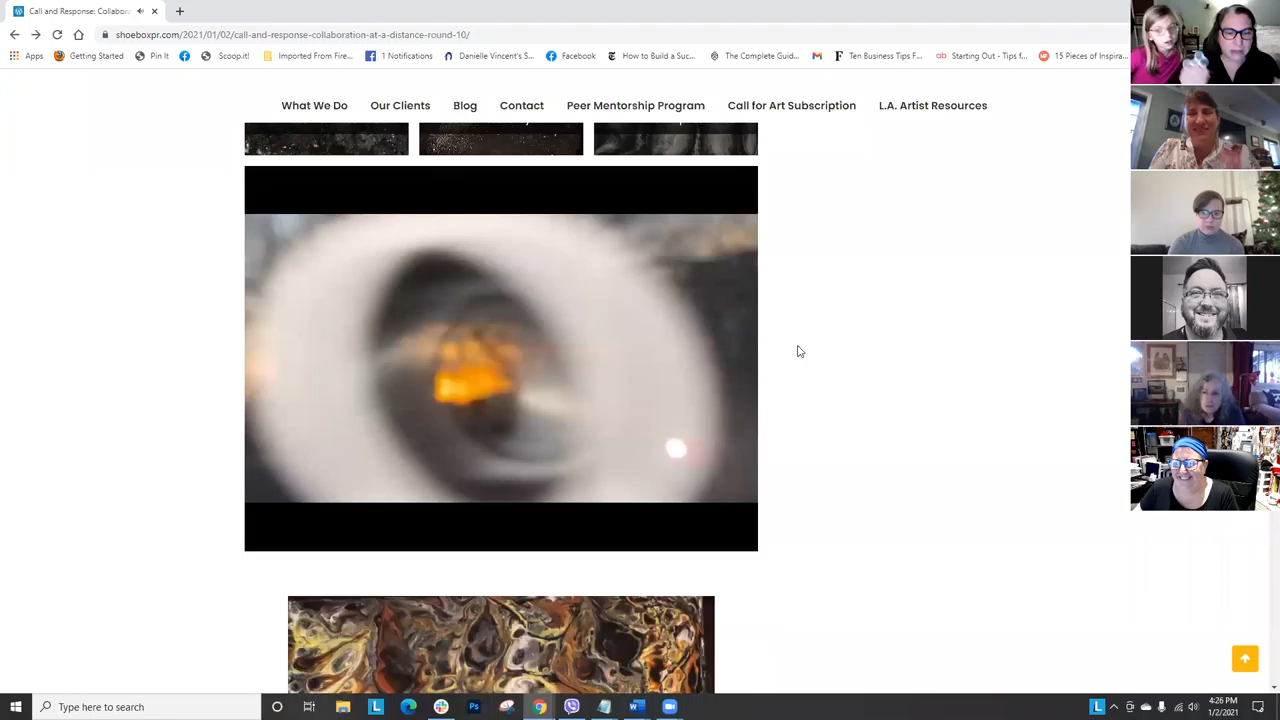 Call and Response: Collabora
shoeboxpr.com/2021/01/02/call-and-response-collaboration-at-a-distance-round-10/
Apps Getting Started Pin It Scoop.it! Imported From Fire... 1 Notifications Danielle Vincent's S... Facebook How to Build a Suc... The Complete Guid... Ten Business Tips F... Starting Out - Tips f... 15 Pieces of Inspira...
What We Do Our Clients Blog Contact Peer Mentorship Program Call for Art Subscription L.A. Artist Resources
Type here to search
4:26 PM
1/2/2021